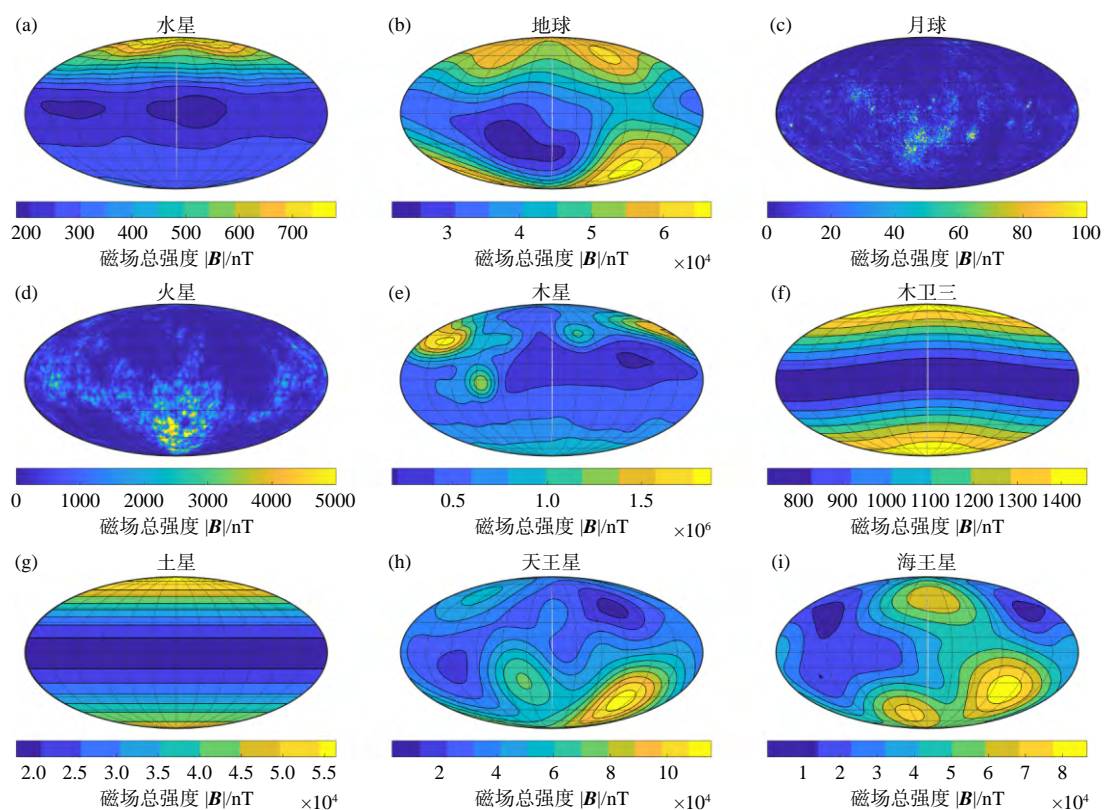 (a) 水星
(b) 地球
(c) 月球
200 300 400 500 600 700
3 4 5 6
0 20 40 60 80 100
磁场总强度 |B|/nT
磁场总强度 |B|/nT ×10⁴
磁场总强度 |B|/nT
(d) 火星
(e) 木星
(f) 木卫三
0 1000 2000 3000 4000 5000
0.5 1.0 1.5
800 900 1000 1100 1200 1300 1400
磁场总强度 |B|/nT
磁场总强度 |B|/nT ×10⁶
磁场总强度 |B|/nT
(g) 土星
(h) 天王星
(i) 海王星
2.0 2.5 3.0 3.5 4.0 4.5 5.0 5.5
2 4 6 8 10
1 2 3 4 5 6 7 8
磁场总强度 |B|/nT ×10⁴
磁场总强度 |B|/nT ×10⁴
磁场总强度 |B|/nT ×10⁴